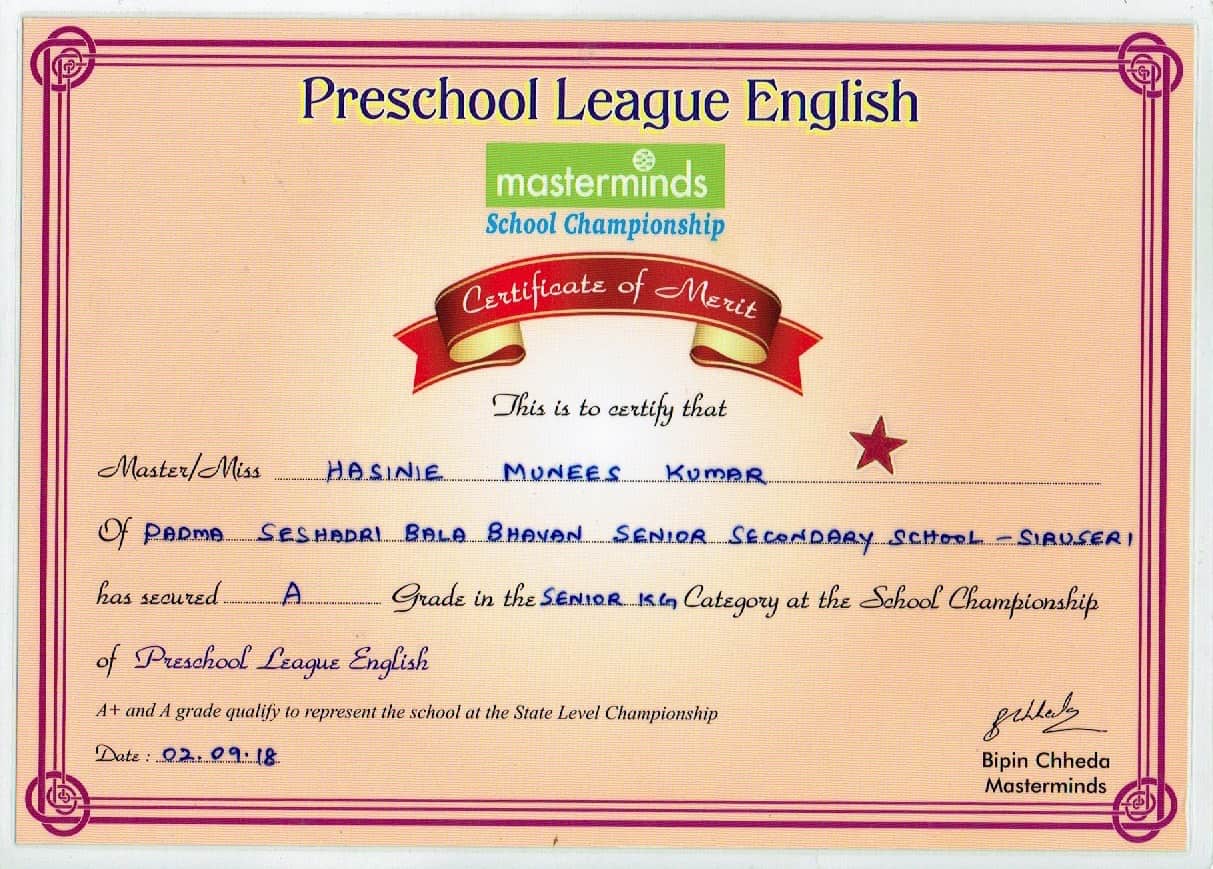 Preschool League English
masterminds
School Championship
Certificate of Merit
This is to certify that
Master/Miss HASINIE MUNEES KUMAR
Of PADMA SESHADRI BALA BHAVAN SENIOR SECONDARY SCHOOL - SIRUSERI
has secured A Grade in the SENIOR KG Category at the School Championship
of Preschool League English
A+ and A grade qualify to represent the school at the State Level Championship
Date : 02.09.18
Bipin Chheda
Masterminds